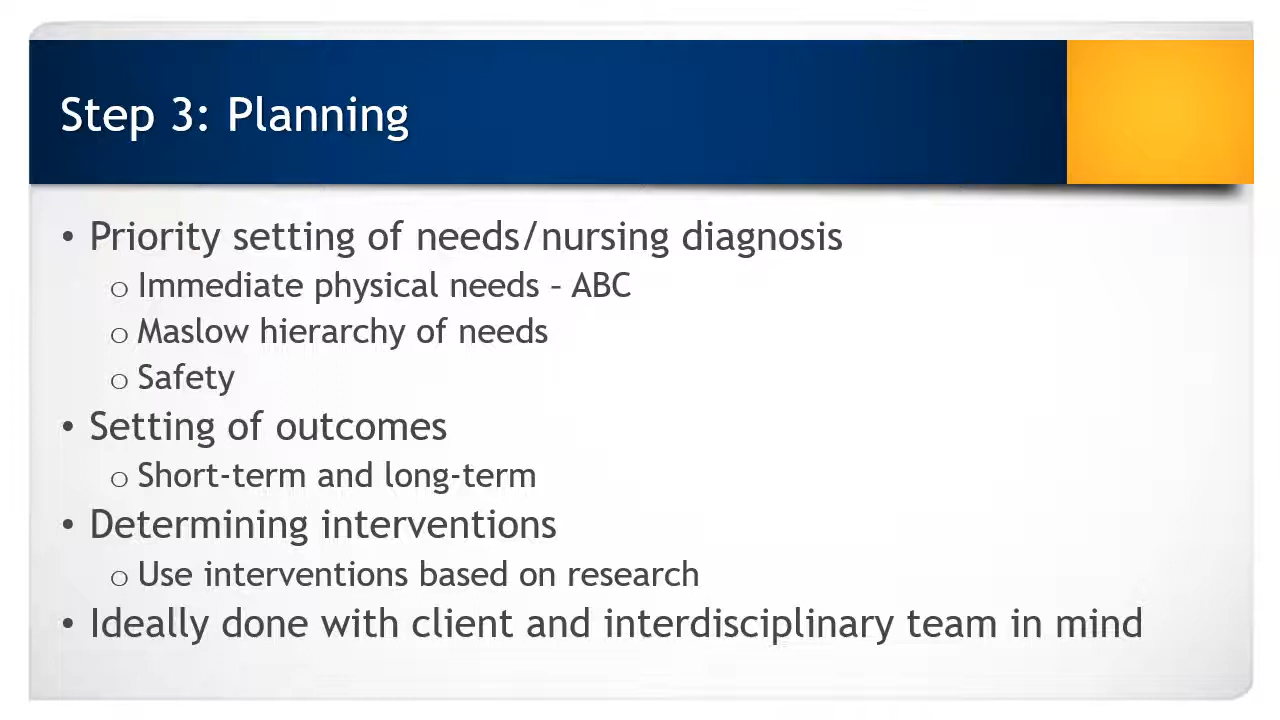 Step 3: Planning
• Priority setting of needs/nursing diagnosis
o Immediate physical needs – ABC
o Maslow hierarchy of needs
o Safety
• Setting of outcomes
o Short-term and long-term
• Determining interventions
o Use interventions based on research
• Ideally done with client and interdisciplinary team in mind